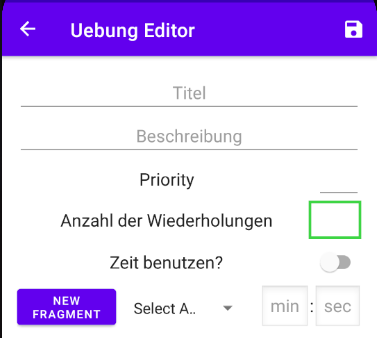 Uebung Editor
Titel
Beschreibung
Priority
Anzahl der Wiederholungen
Zeit benutzen?
NEW
FRAGMENT
Select A..
min : sec